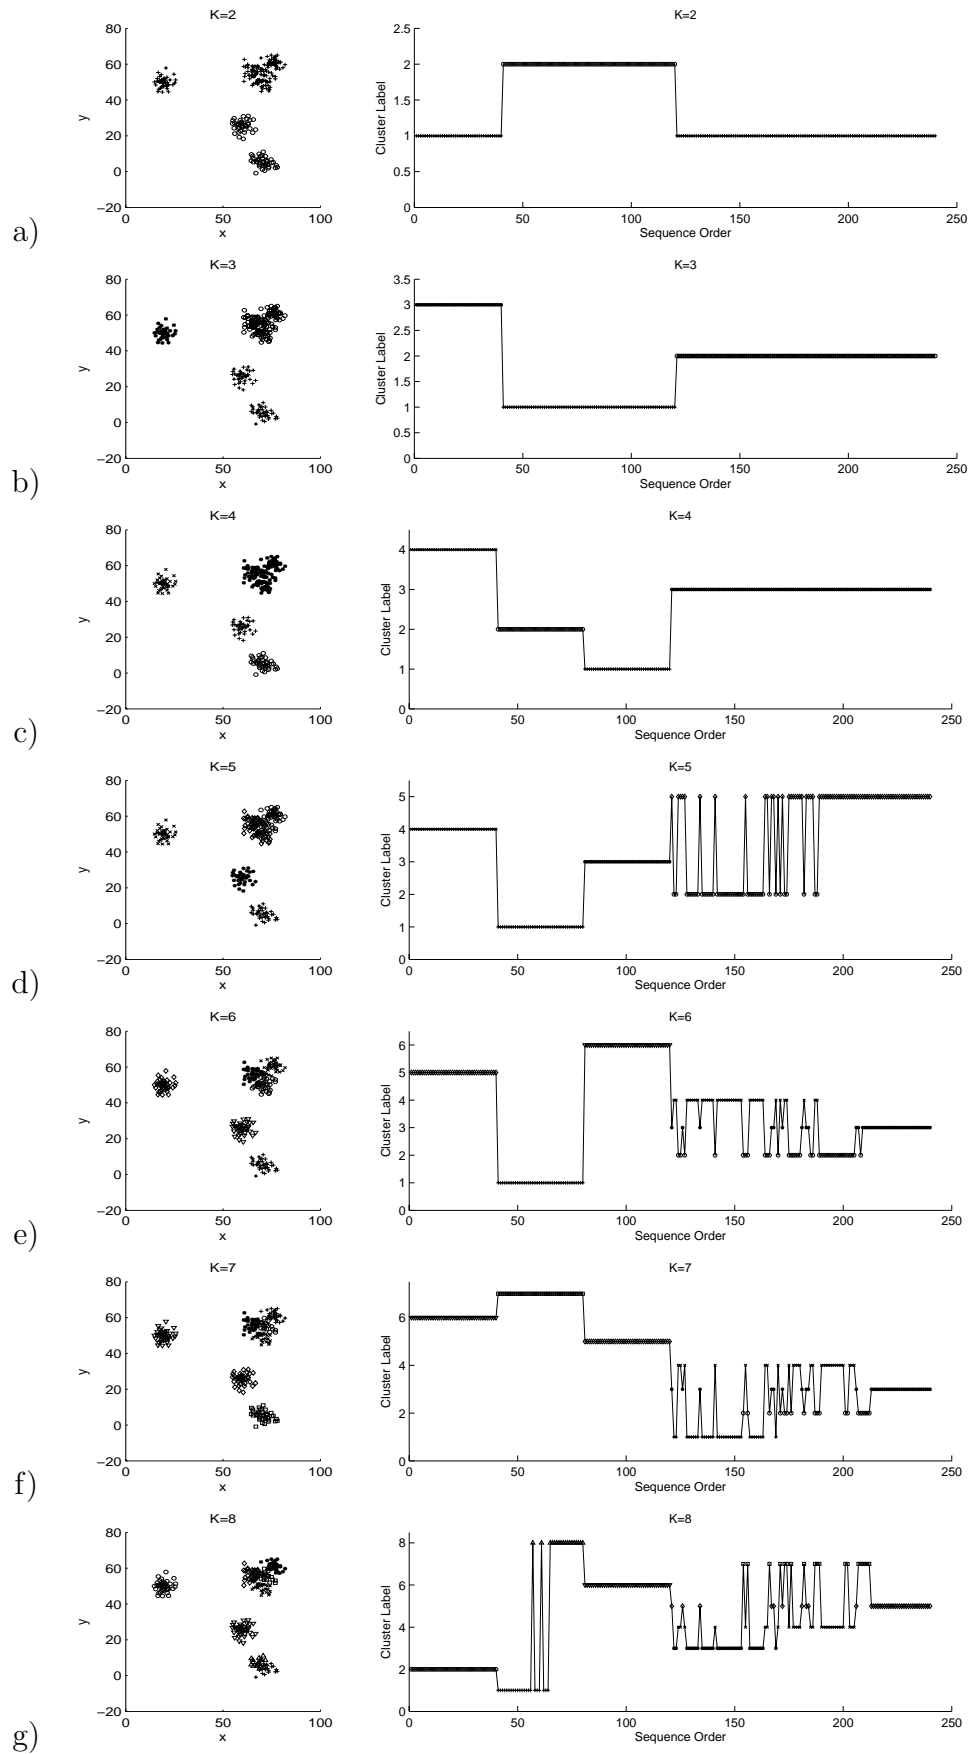 K=2 K=2
80 2.5
60 2
40 1.5
20 1
0 0.5
−20 0
y Cluster Label
0 50 100 0 50 100 150 200 250
x Sequence Order
a)
K=3 K=3
80 3.5
60 3
40 2.5
20 2
0 1.5
−20 1
0.5
0
y Cluster Label
0 50 100 0 50 100 150 200 250
x Sequence Order
b)
K=4 K=4
80 4
60 3
40 2
20 1
0 0
−20
y Cluster Label
0 50 100 0 50 100 150 200 250
x Sequence Order
c)
K=5 K=5
80 5
60 4
40 3
20 2
0 1
−20 0
y Cluster Label
0 50 100 0 50 100 150 200 250
x Sequence Order
d)
K=6 K=6
80 6
60 5
40 4
20 3
0 2
−20 1
0
y Cluster Label
0 50 100 0 50 100 150 200 250
x Sequence Order
e)
K=7 K=7
80 6
60 4
40 2
20 0
0
−20
y Cluster Label
0 50 100 0 50 100 150 200 250
x Sequence Order
f)
K=8 K=8
80 8
60 6
40 4
20 2
0 0
−20
y Cluster Label
0 50 100 0 50 100 150 200 250
x Sequence Order
g)